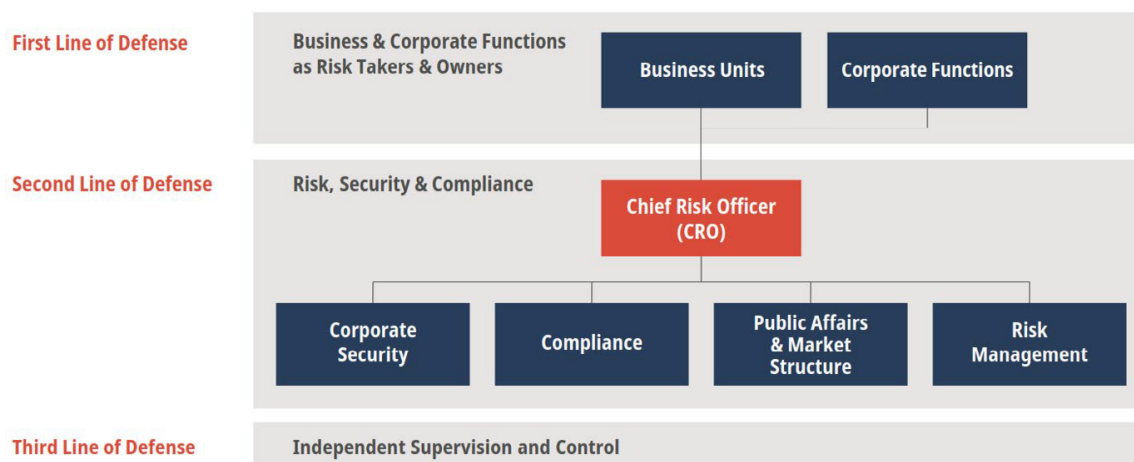 First Line of Defense
Business & Corporate Functions
as Risk Takers & Owners
Business Units
Corporate Functions
Second Line of Defense
Risk, Security & Compliance
Chief Risk Officer
(CRO)
Corporate
Security
Compliance
Public Affairs
& Market
Structure
Risk
Management
Third Line of Defense
Independent Supervision and Control